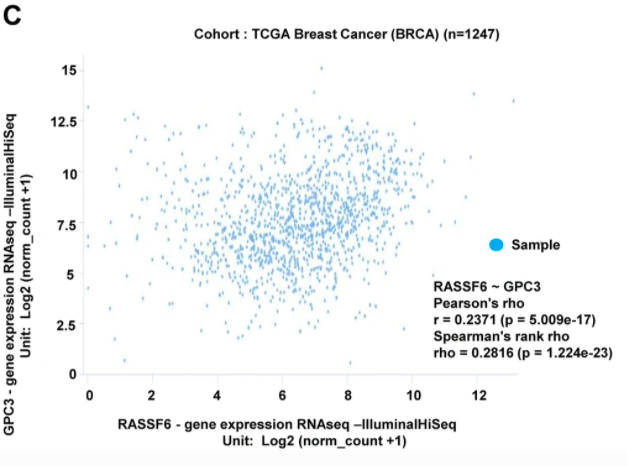 C
Cohort : TCGA Breast Cancer (BRCA) (n=1247)
GPC3 - gene expression RNAseq –IlluminalHiSeq
Unit: Log2 (norm_count +1)
15
12.5
10
7.5
5
2.5
0
Sample
RASSF6 ~ GPC3
Pearson's rho
r = 0.2371 (p = 5.009e-17)
Spearman's rank rho
rho = 0.2816 (p = 1.224e-23)
0 2 4 6 8 10 12
RASSF6 - gene expression RNAseq –IlluminalHiSeq
Unit: Log2 (norm_count +1)